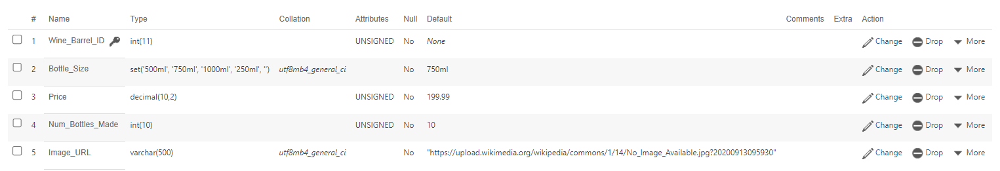 # Name Type Collation Attributes Null Default Comments Extra Action
1 Wine_Barrel_ID int(11) UNSIGNED No None Change Drop More
2 Bottle_Size set('500ml', '750ml', '1000ml', '250ml', '') utf8mb4_general_ci No 750ml Change Drop More
3 Price decimal(10,2) UNSIGNED No 199.99 Change Drop More
4 Num_Bottles_Made int(10) UNSIGNED No 10 Change Drop More
5 Image_URL varchar(500) utf8mb4_general_ci No "https://upload.wikimedia.org/wikipedia/commons/1/14/No_Image_Available.jpg?20200913095930" Change Drop More